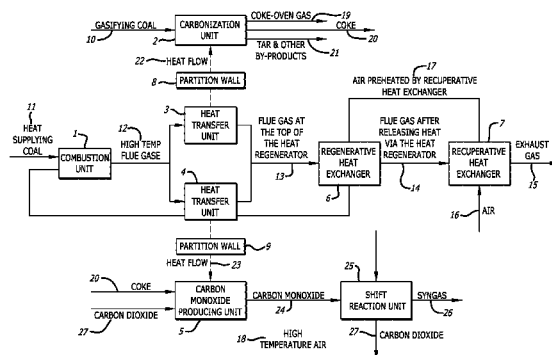 GASIFYING COAL
10
CARBONIZATION
UNIT
2
COKE-OVEN GAS
19
COKE
20
TAR & OTHER
BY-PRODUCTS
21
22
HEAT FLOW
8
PARTITION WALL
17
AIR PREHEATED BY RECUPERATIVE
HEAT EXCHANGER
11
HEAT
SUPPLYING
COAL
1
COMBUSTION
UNIT
12
HIGH TEMP
FLUE GASE
3
HEAT
TRANSFER
UNIT
4
HEAT
TRANSFER
UNIT
FLUE GAS AT
THE TOP OF
THE HEAT
REGENERATOR
13
REGENERATIVE
HEAT
EXCHANGER
6
FLUE GAS AFTER
RELEASING HEAT
VIA THE HEAT
REGENERATOR
14
7
RECUPERATIVE
HEAT
EXCHANGER
EXHAUST
GAS
15
16
AIR
PARTITION WALL
9
HEAT FLOW
23
20
COKE
27
CARBON DIOXIDE
CARBON
MONOXIDE
PRODUCING UNIT
5
CARBON MONOXIDE
24
25
SHIFT
REACTION UNIT
SYNGAS
26
27
CARBON DIOXIDE
18
HIGH
TEMPERATURE AIR